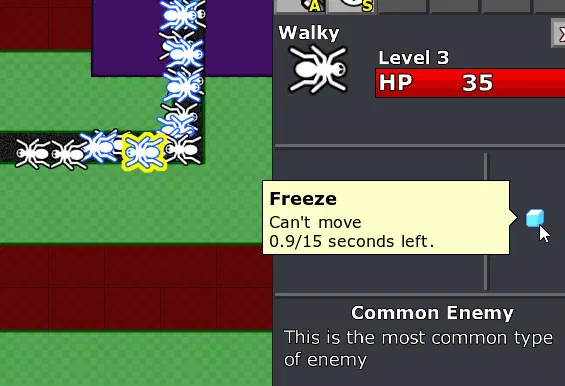 A
S
Walky
Level 3
HP 35
Freeze
Can't move
0.9/15 seconds left.
Common Enemy
This is the most common type
of enemy